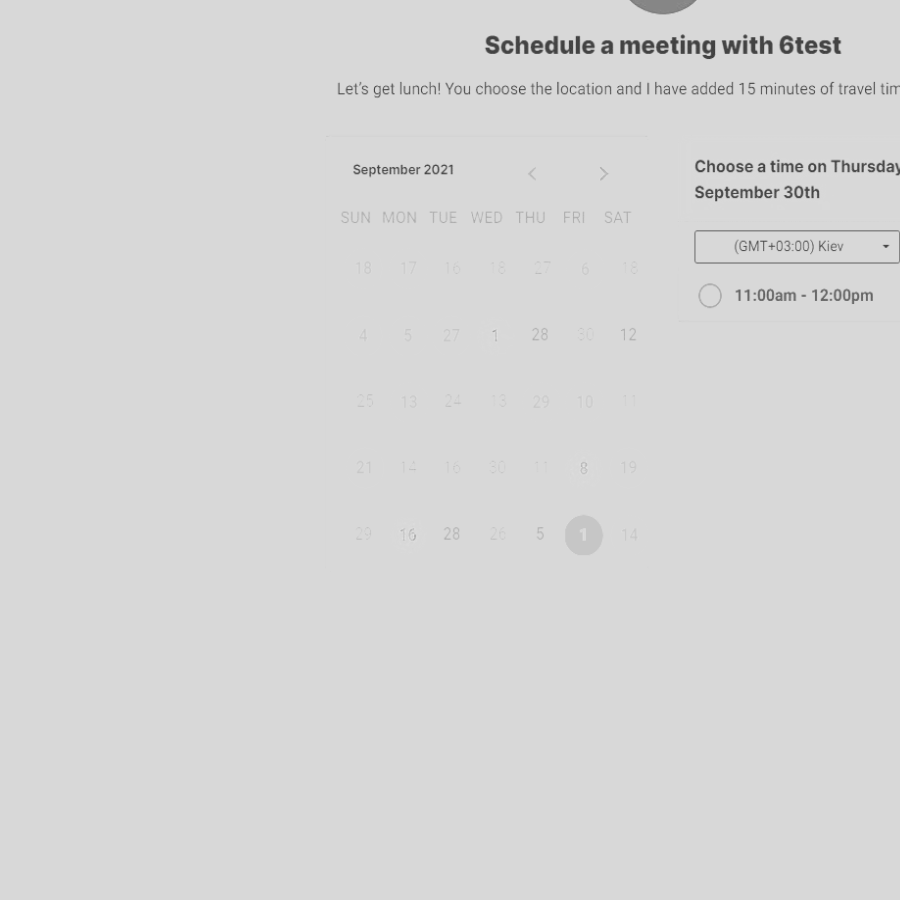 Schedule a meeting with 6test
Let's get lunch! You choose the location and I have added 15 minutes of travel
September 2021
SUN MON TUE WED THU FRI SAT
18 17 16 18 27 6 18
4 5 27 1 28 30 12
25 13 24 13 29 10 11
21 14 16 30 11 8 19
29 16 28 26 5 1 14
Choose a time on Thursday
September 30th
(GMT+03:00) Kiev
11:00am - 12:00pm